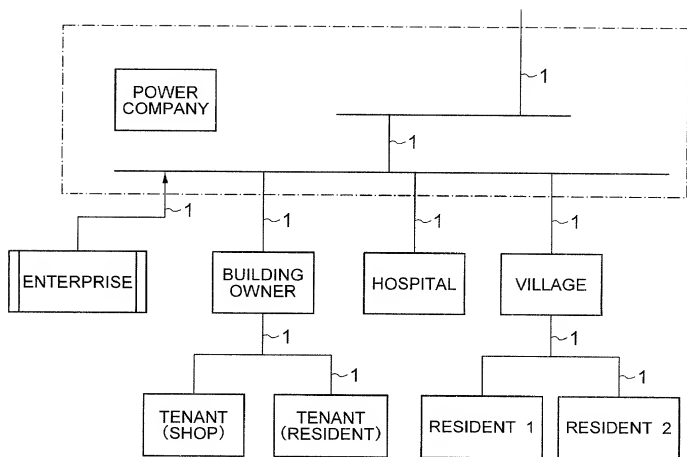 1
POWER
COMPANY
1
1
1
1
1
ENTERPRISE
BUILDING
OWNER
HOSPITAL
VILLAGE
1
1
1
1
TENANT
(SHOP)
TENANT
(RESIDENT)
RESIDENT 1
RESIDENT 2